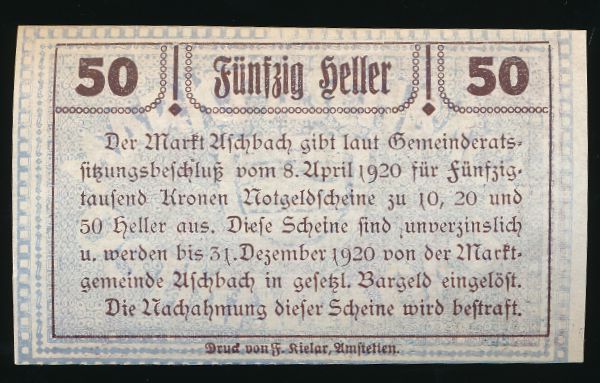 50 Fünfzig Heller 50
Der Markt Aschbach gibt laut Gemeinderats-
sitzungsbeschluß vom 8. April 1920 für Fünfzig-
tausend Kronen Notgeldscheine zu 10, 20 und
50 Heller aus. Diese Scheine sind unverzinslich
u. werden bis 31. Dezember 1920 von der Markt-
gemeinde Aschbach in gesetzl. Bargeld eingelöst.
Die Nachahmung dieser Scheine wird bestraft.
Druck von F. Kielar, Amstetten.